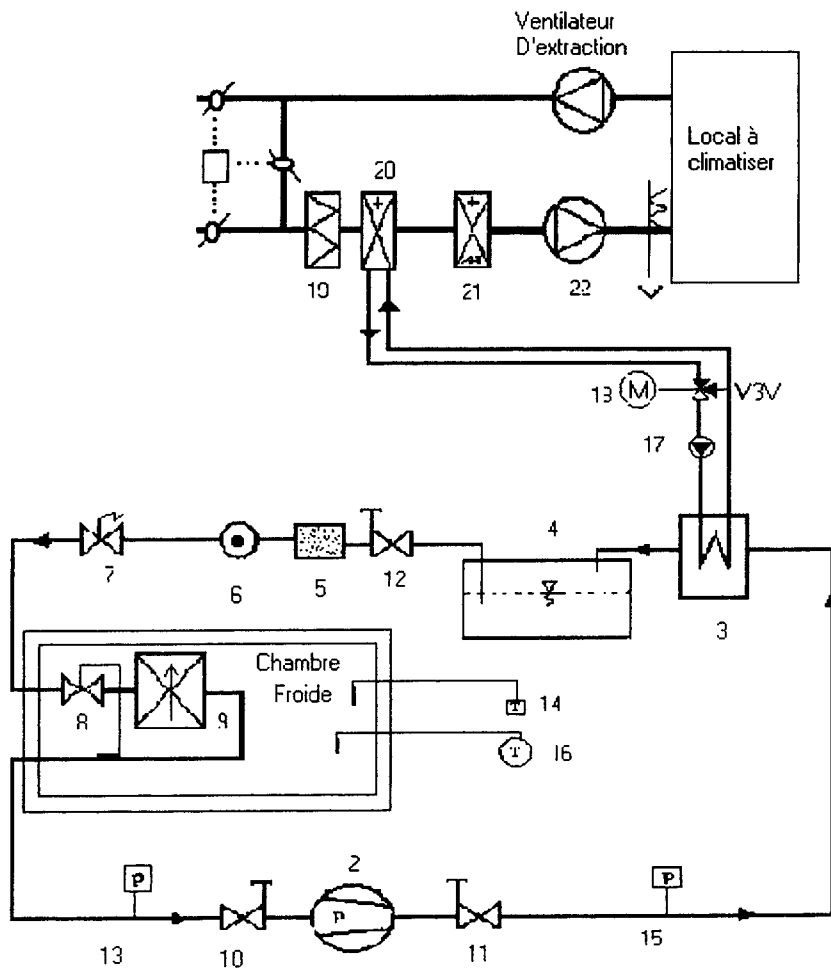 Ventilateur
D'extraction
Local à
climatiser
20
19
21
22
13
M
V3V
17
4
7
6
5
12
3
Chambre
Froide
8
9
14
T
T
16
2
P
P
P
13
10
11
15